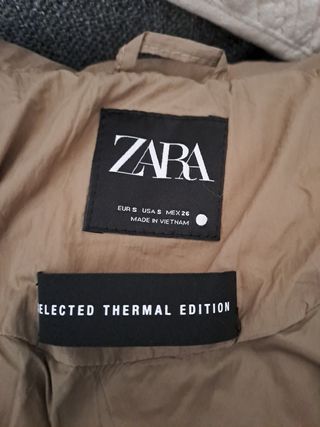 ZARA
EUR S USA S MEX 26
MADE IN VIETNAM
ELECTED THERMAL EDITION